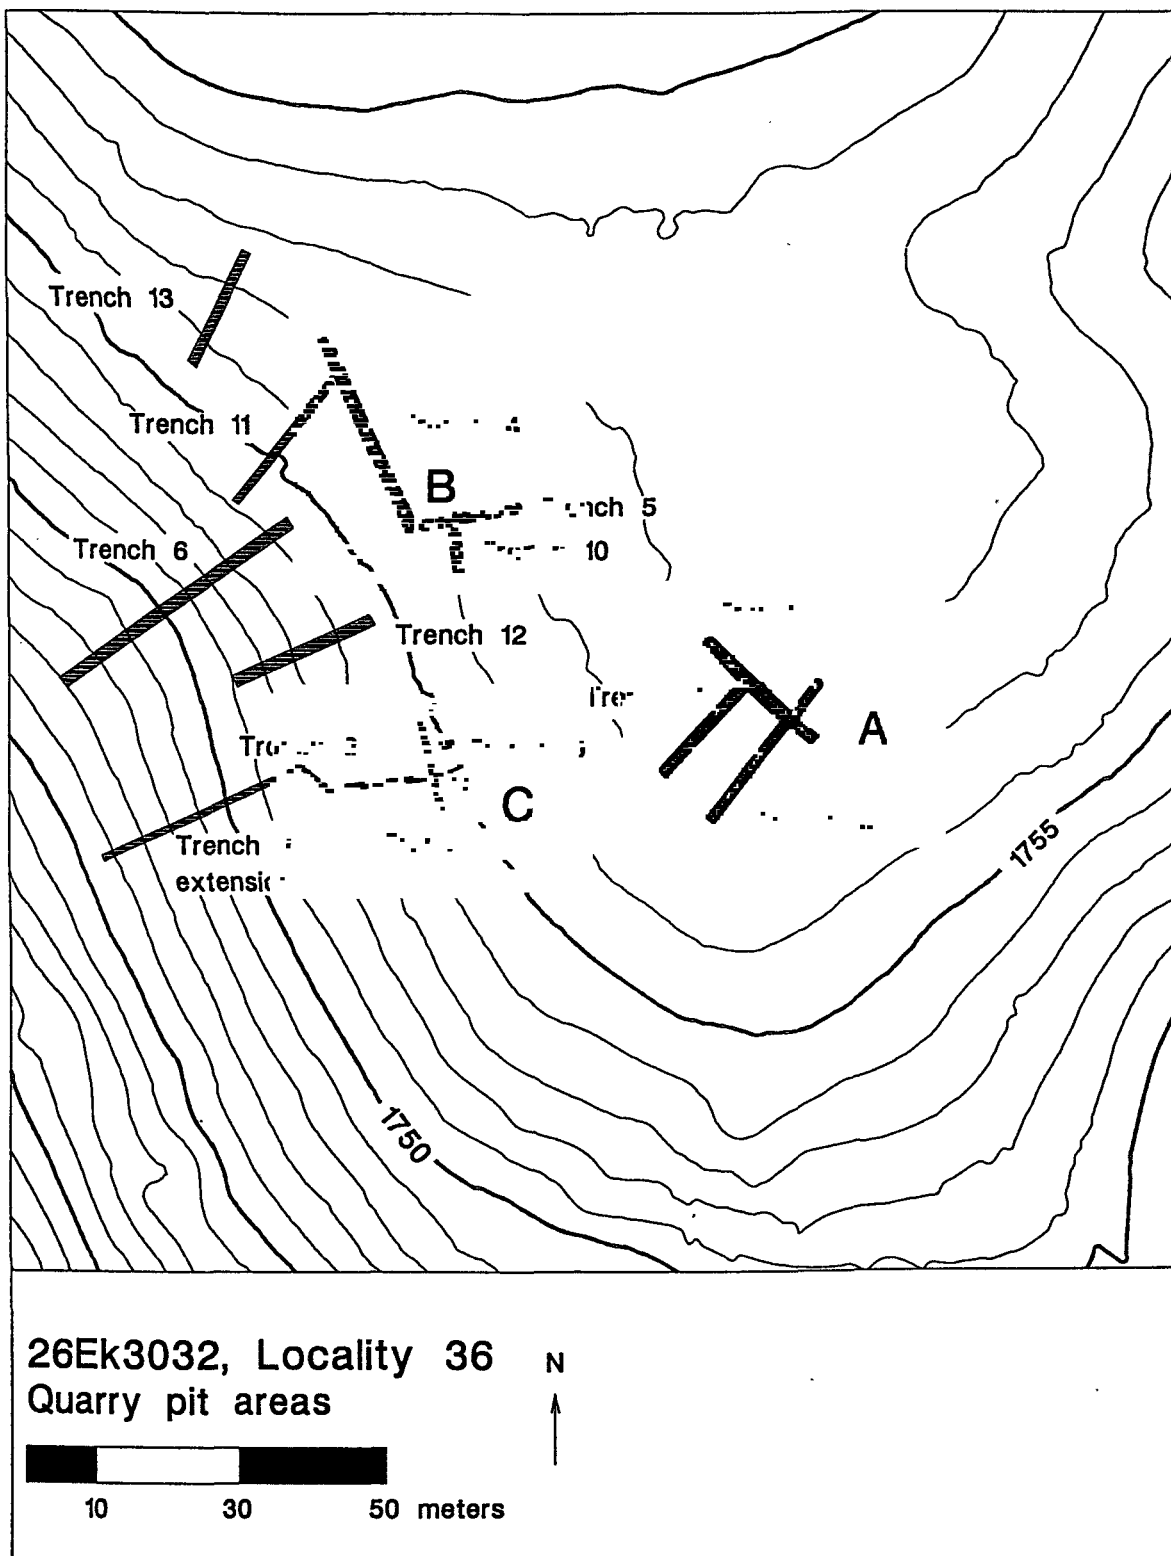 Trench 13
Trench 11
B
5
10
Trench 6
Trench 12
A
C
Trench
1755
1750
26Ek3032, Locality 36
N
Quarry pit areas
10 30 50 meters